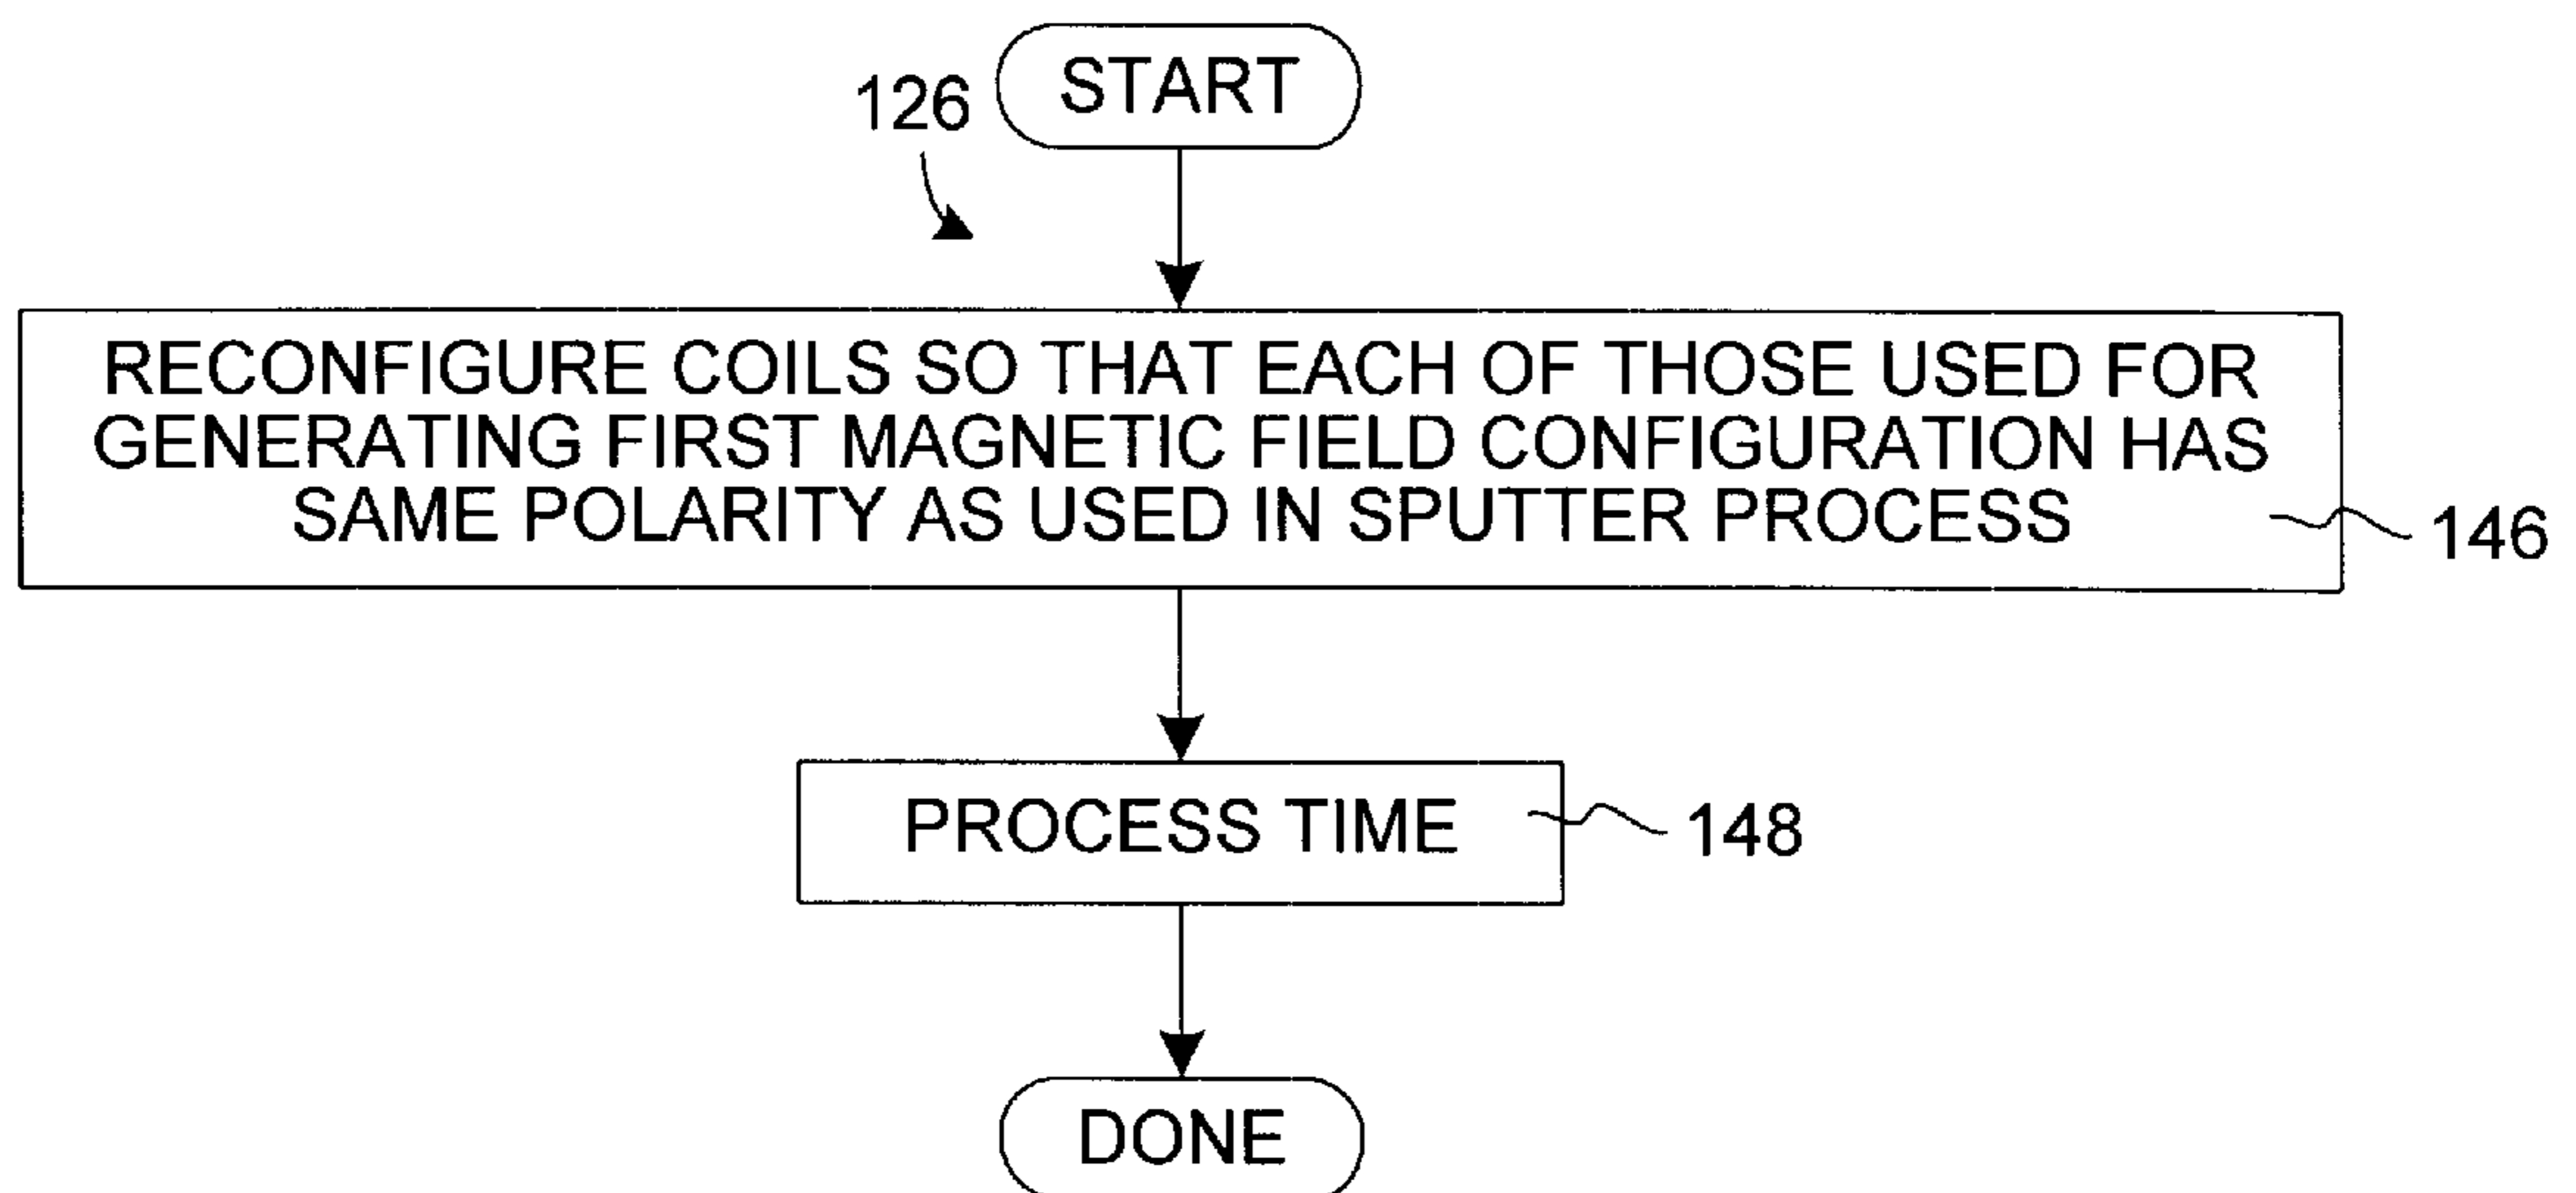 START
126
RECONFIGURE COILS SO THAT EACH OF THOSE USED FOR
GENERATING FIRST MAGNETIC FIELD CONFIGURATION HAS
SAME POLARITY AS USED IN SPUTTER PROCESS
146
PROCESS TIME
148
DONE